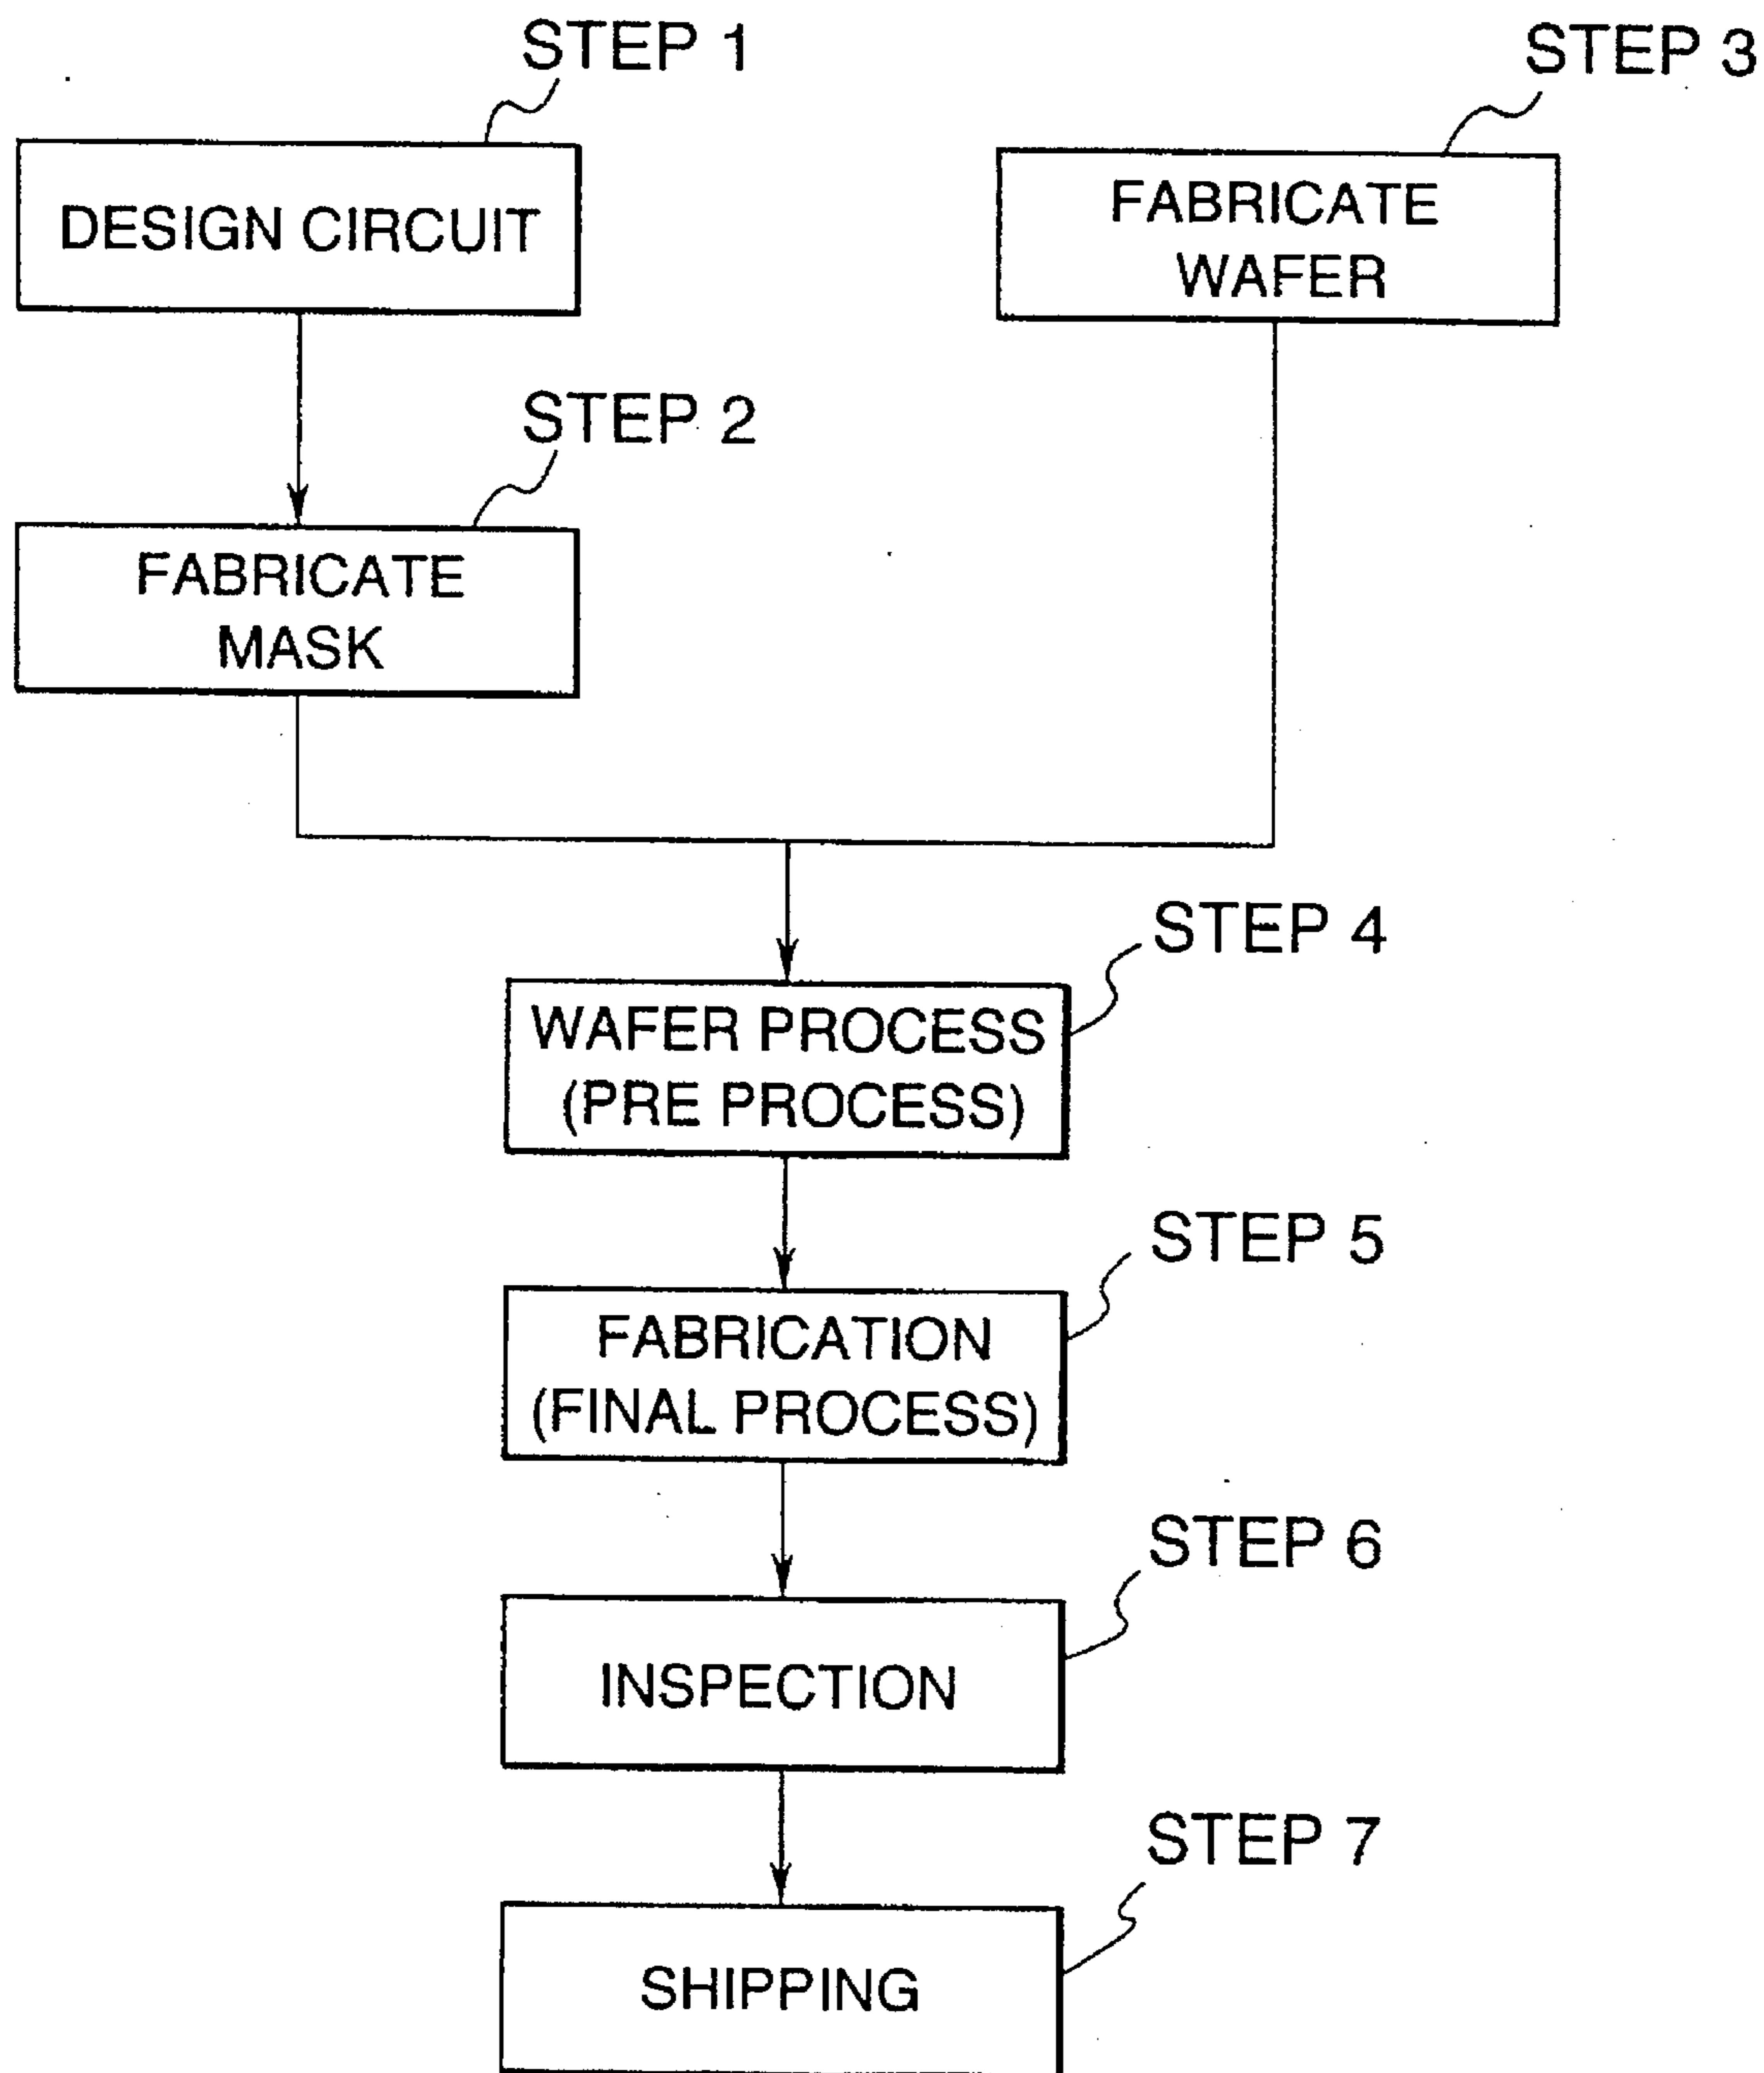 STEP 1
DESIGN CIRCUIT
STEP 2
FABRICATE
MASK
STEP 3
FABRICATE
WAFER
STEP 4
WAFER PROCESS
(PRE PROCESS)
STEP 5
FABRICATION
(FINAL PROCESS)
STEP 6
INSPECTION
STEP 7
SHIPPING